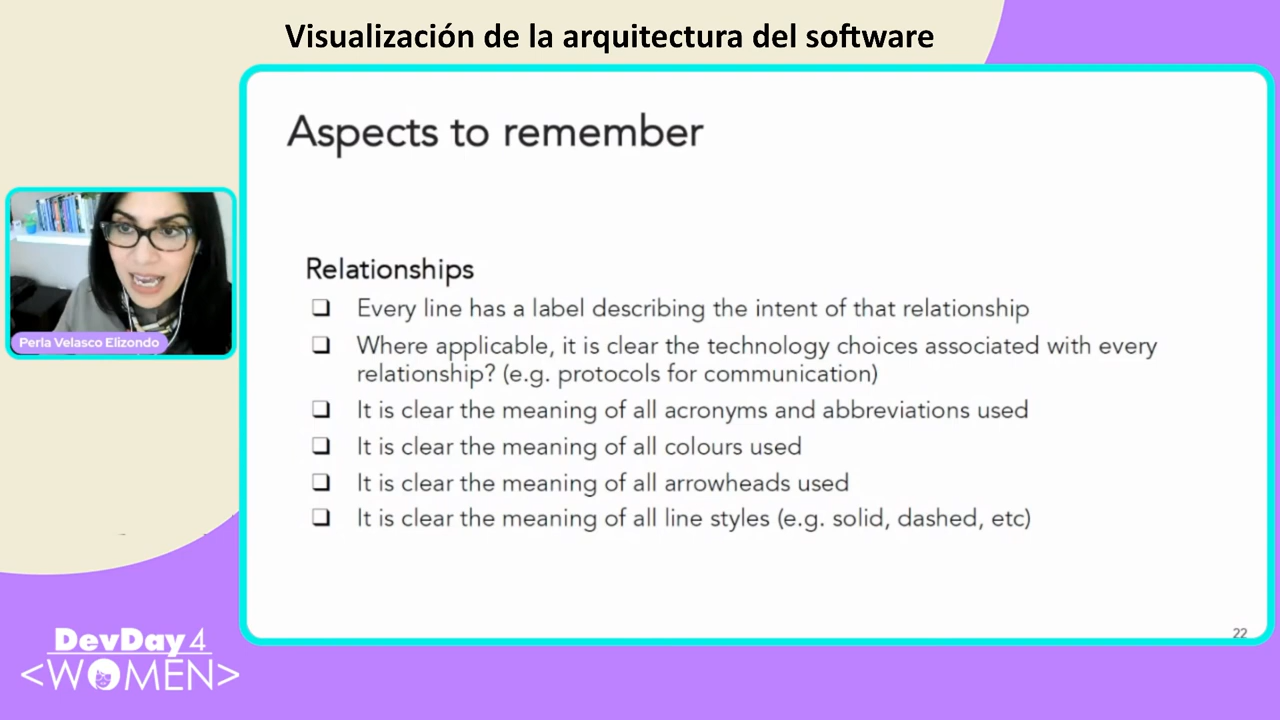 Visualización de la arquitectura del software
Aspects to remember
Relationships
❑ Every line has a label describing the intent of that relationship
❑ Where applicable, it is clear the technology choices associated with every
relationship? (e.g. protocols for communication)
❑ It is clear the meaning of all acronyms and abbreviations used
❑ It is clear the meaning of all colours used
❑ It is clear the meaning of all arrowheads used
❑ It is clear the meaning of all line styles (e.g. solid, dashed, etc)
22
Perla Velasco Elizondo
DevDay 4
<WOMEN>